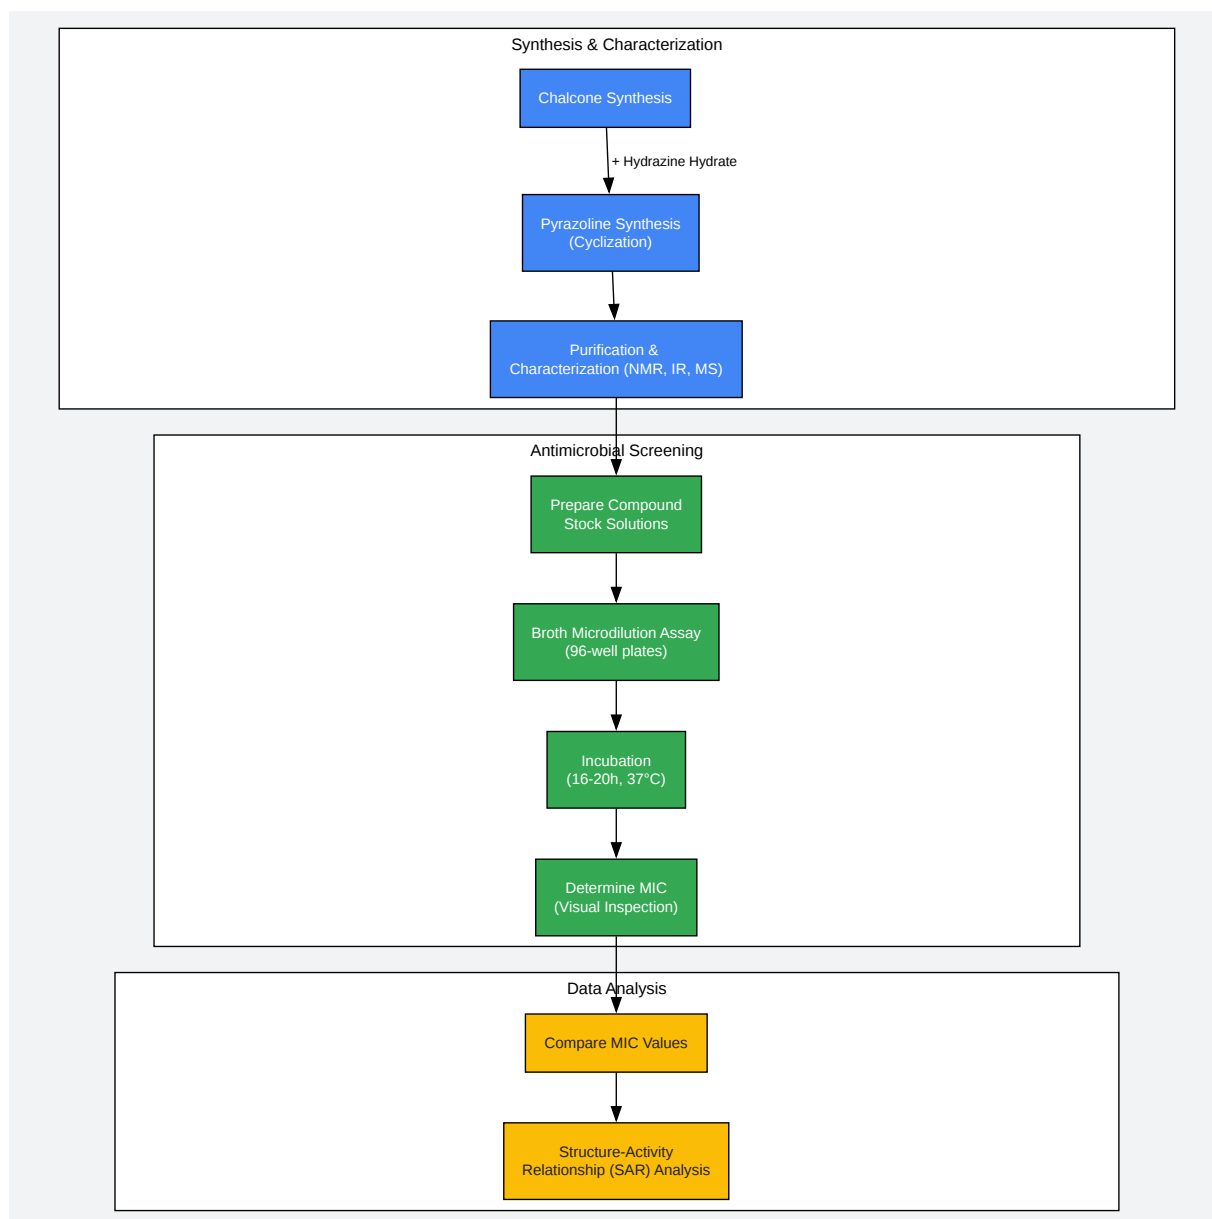 Synthesis & Characterization
Chalcone Synthesis
+ Hydrazine Hydrate
Pyrazoline Synthesis
(Cyclization)
Purification &
Characterization (NMR, IR, MS)
Antimicrobial Screening
Prepare Compound
Stock Solutions
Broth Microdilution Assay
(96-well plates)
Incubation
(16-20h, 37°C)
Determine MIC
(Visual Inspection)
Data Analysis
Compare MIC Values
Structure-Activity
Relationship (SAR) Analysis